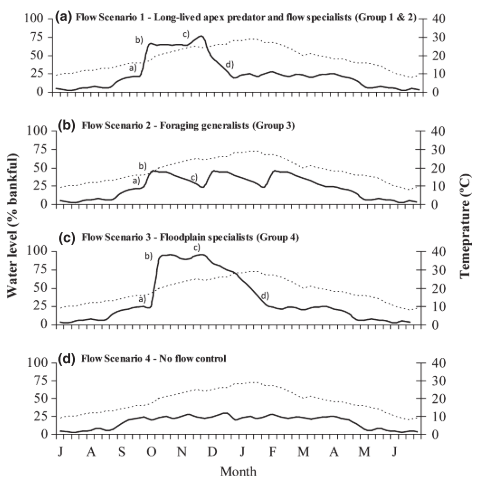 (a) Flow Scenario 1 - Long-lived apex predator and flow specialists (Group 1 & 2)
100 40
75 30
50 20
25 10
0 0
a) b) c) d)
(b) Flow Scenario 2 - Foraging generalists (Group 3)
100 40
75 30
50 20
25 10
0 0
a) b) c)
(c) Flow Scenario 3 - Floodplain specialists (Group 4)
100 40
75 30
50 20
25 10
0 0
a) b) c) d)
(d) Flow Scenario 4 - No flow control
100 40
75 30
50 20
25 10
0 0
J A S O N D J F M A M J
Month
Water level (% bankful)
Temeprature (°C)